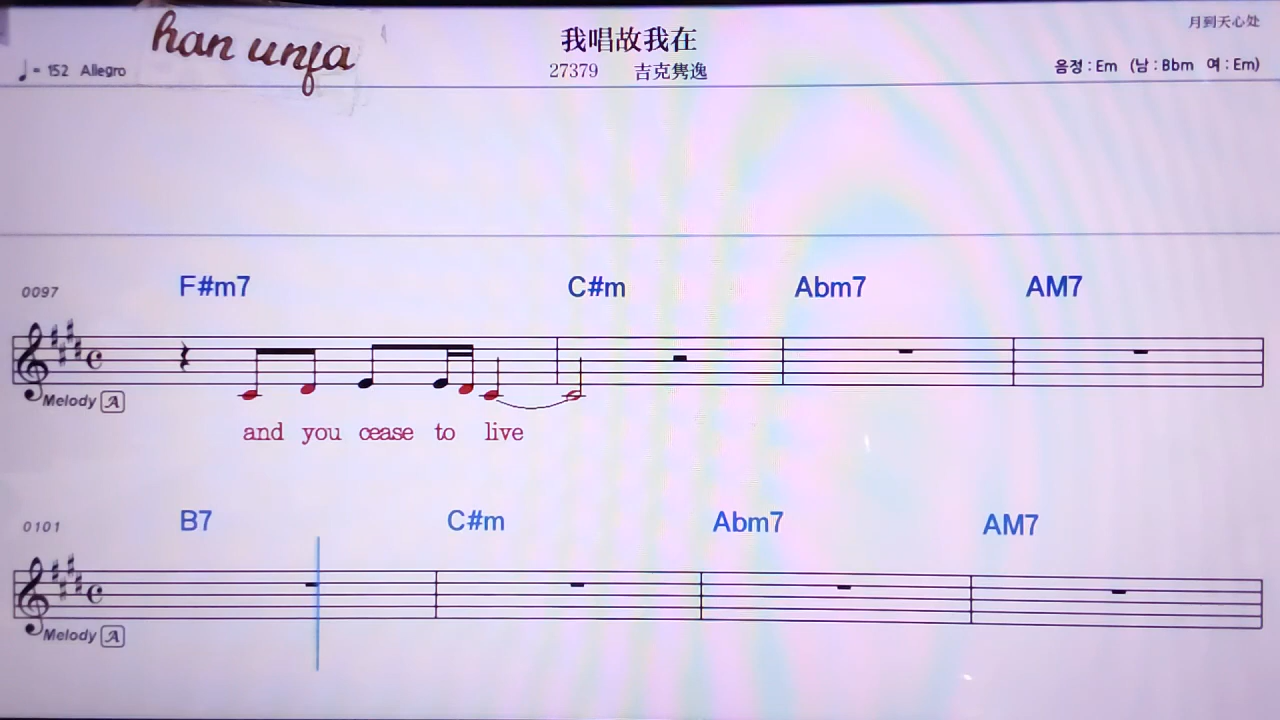 han unfa
我唱故我在
月到天心处
♩= 152 Allegro
27379 吉克隽逸
음정 : Em (남 : Bbm 여 : Em)
0097
F#m7 C#m Abm7 AM7
Melody A
and you cease to live
0101
B7 C#m Abm7 AM7
Melody A